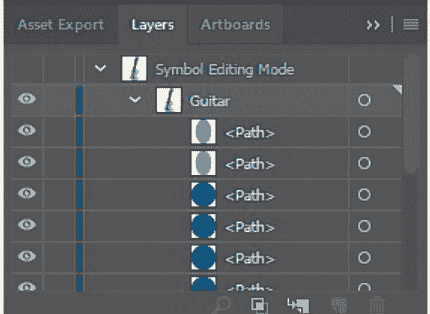 Asset Export Layers Artboards
Symbol Editing Mode
Guitar
<Path>
<Path>
<Path>
<Path>
<Path>
<Path>